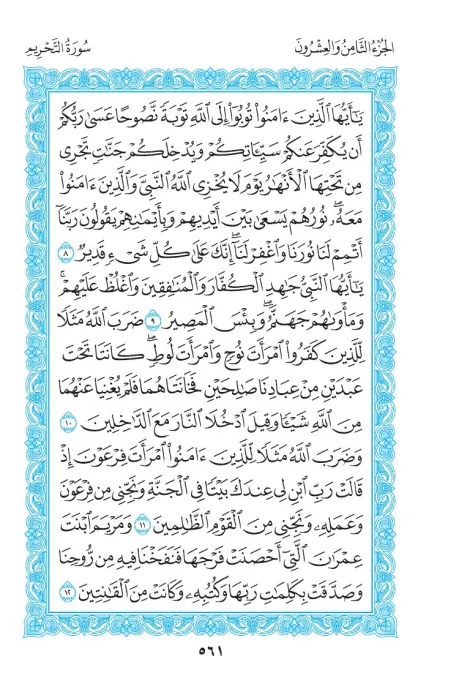 الجُزْءُ الثَّامِنُ وَالعِشْرُونَ
سُورَةُ التَّحْرِيمِ
يَٰٓأَيُّهَا ٱلَّذِينَ ءَامَنُواْ تُوبُوٓاْ إِلَى ٱللَّهِ تَوْبَةً نَّصُوحًا عَسَىٰ رَبُّكُمْ
أَن يُكَفِّرَ عَنكُمْ سَيِّـَٔاتِكُمْ وَيُدْخِلَكُمْ جَنَّٰتٍ تَجْرِى
مِن تَحْتِهَا ٱلْأَنْهَٰرُ يَوْمَ لَا يُخْزِى ٱللَّهُ ٱلنَّبِىَّ وَٱلَّذِينَ ءَامَنُواْ
مَعَهُۥۖ نُورُهُمْ يَسْعَىٰ بَيْنَ أَيْدِيهِمْ وَبِأَيْمَٰنِهِمْ يَقُولُونَ رَبَّنَآ
أَتْمِمْ لَنَا نُورَنَا وَٱغْفِرْ لَنَآۖ إِنَّكَ عَلَىٰ كُلِّ شَىْءٍ قَدِيرٌ ٨
يَٰٓأَيُّهَا ٱلنَّبِىُّ جَٰهِدِ ٱلْكُفَّارَ وَٱلْمُنَٰفِقِينَ وَٱغْلُظْ عَلَيْهِمْۚ
وَمَأْوَىٰهُمْ جَهَنَّمُۖ وَبِئْسَ ٱلْمَصِيرُ ٩ ضَرَبَ ٱللَّهُ مَثَلًا
لِّلَّذِينَ كَفَرُواْ ٱمْرَأَتَ نُوحٍ وَٱمْرَأَتَ لُوطٍۖ كَانَتَا تَحْتَ
عَبْدَيْنِ مِنْ عِبَادِنَا صَٰلِحَيْنِ فَخَانَتَاهُمَا فَلَمْ يُغْنِيَا عَنْهُمَا
مِنَ ٱللَّهِ شَيْـًٔا وَقِيلَ ٱدْخُلَا ٱلنَّارَ مَعَ ٱلدَّٰخِلِينَ ١٠
وَضَرَبَ ٱللَّهُ مَثَلًا لِّلَّذِينَ ءَامَنُواْ ٱمْرَأَتَ فِرْعَوْنَ إِذْ
قَالَتْ رَبِّ ٱبْنِ لِى عِندَكَ بَيْتًا فِى ٱلْجَنَّةِ وَنَجِّنِى مِن فِرْعَوْنَ
وَعَمَلِهِۦ وَنَجِّنِى مِنَ ٱلْقَوْمِ ٱلظَّٰلِمِينَ ١١ وَمَرْيَمَ ٱبْنَتَ
عِمْرَٰنَ ٱلَّتِىٓ أَحْصَنَتْ فَرْجَهَا فَنَفَخْنَا فِيهِ مِن رُّوحِنَا
وَصَدَّقَتْ بِكَلِمَٰتِ رَبِّهَا وَكُتُبِهِۦ وَكَانَتْ مِنَ ٱلْقَٰنِتِينَ ١٢
٥٦١